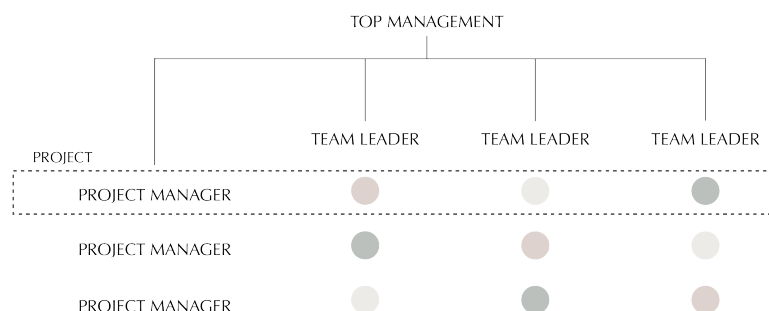 TOP MANAGEMENT
TEAM LEADER
TEAM LEADER
TEAM LEADER
PROJECT
PROJECT MANAGER
PROJECT MANAGER
PROJECT MANAGER